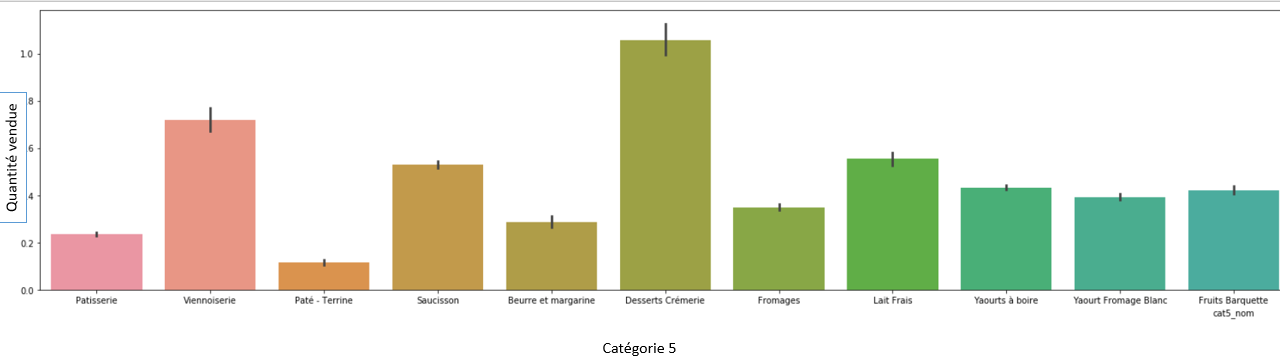 Quantité vendue
1.0
8
6
4
0.2
0.0
Patisserie Viennoiserie Paté - Terrine Saucisson Beurre et margarine Desserts Crémerie Fromages Lait Frais Yaourts à boire Yaourt Fromage Blanc Fruits Barquette
cat5_nom
Catégorie 5